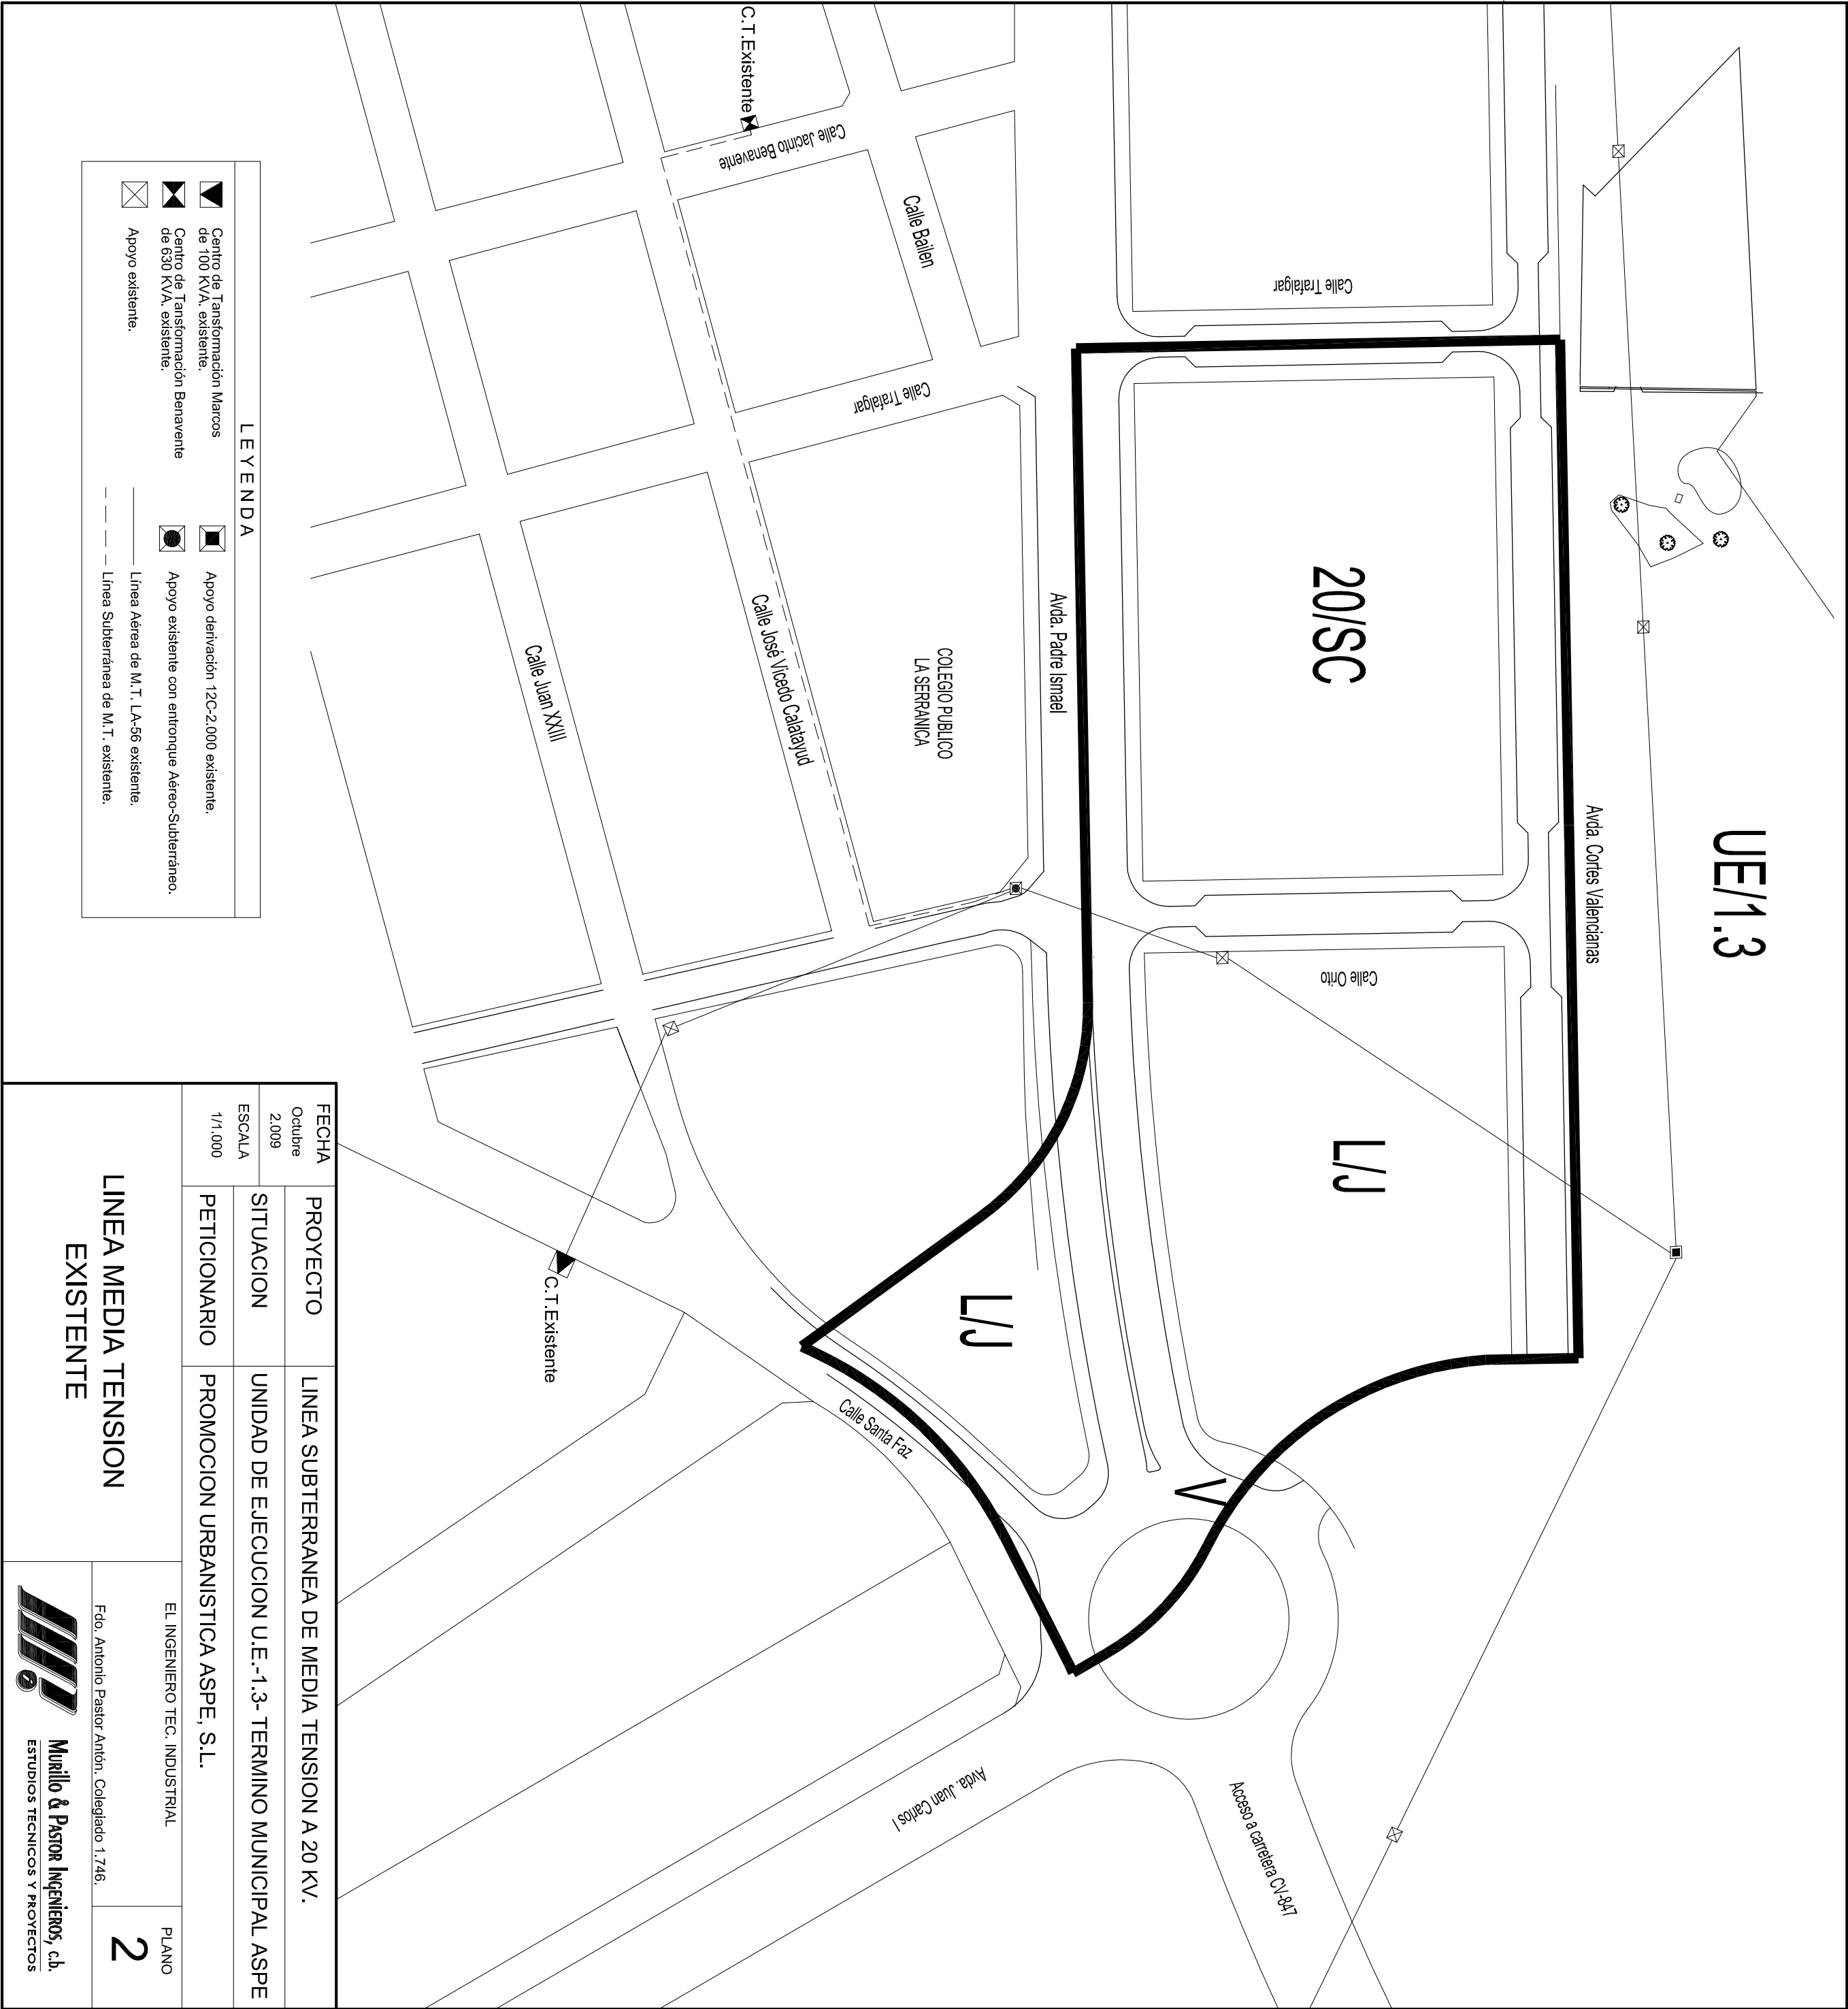 UE/1.3
Avda. Cortes Valencianas
20/SC
L/J
L/J
V
Calle Trafalgar
Calle Orito
Avda. Padre Ismael
COLEGIO PUBLICO
LA SERRANICA
Calle Bailen
Calle Trafalgar
Calle Jacinto Benavente
C.T.Existente
Calle José Vicedo Calatayud
Calle Juan XXIII
C.T.Existente
Calle Santa Faz
Avda. Juan Carlos I
Acceso a carretera CV-847
LEYENDA
Centro de Tansformación Marcos
de 100 KVA. existente.
Centro de Tansformación Benavente
de 630 KVA. existente.
Apoyo existente.
Apoyo derivación 12C-2.000 existente.
Apoyo existente con entronque Aéreo-Subterráneo.
Línea Aérea de M.T. LA-56 existente.
Línea Subterránea de M.T. existente.
FECHA
Octubre
2.009
ESCALA
1/1.000
PROYECTO
LINEA SUBTERRANEA DE MEDIA TENSION A 20 KV.
SITUACION
UNIDAD DE EJECUCION U.E.-1.3- TERMINO MUNICIPAL ASPE
PETICIONARIO
PROMOCION URBANISTICA ASPE, S.L.
LINEA MEDIA TENSION
EXISTENTE
EL INGENIERO TEC. INDUSTRIAL
Fdo. Antonio Pastor Antón. Colegiado 1.746.
PLANO
2
Murillo & Pastor Ingenieros, c.b.
ESTUDIOS TECNICOS Y PROYECTOS